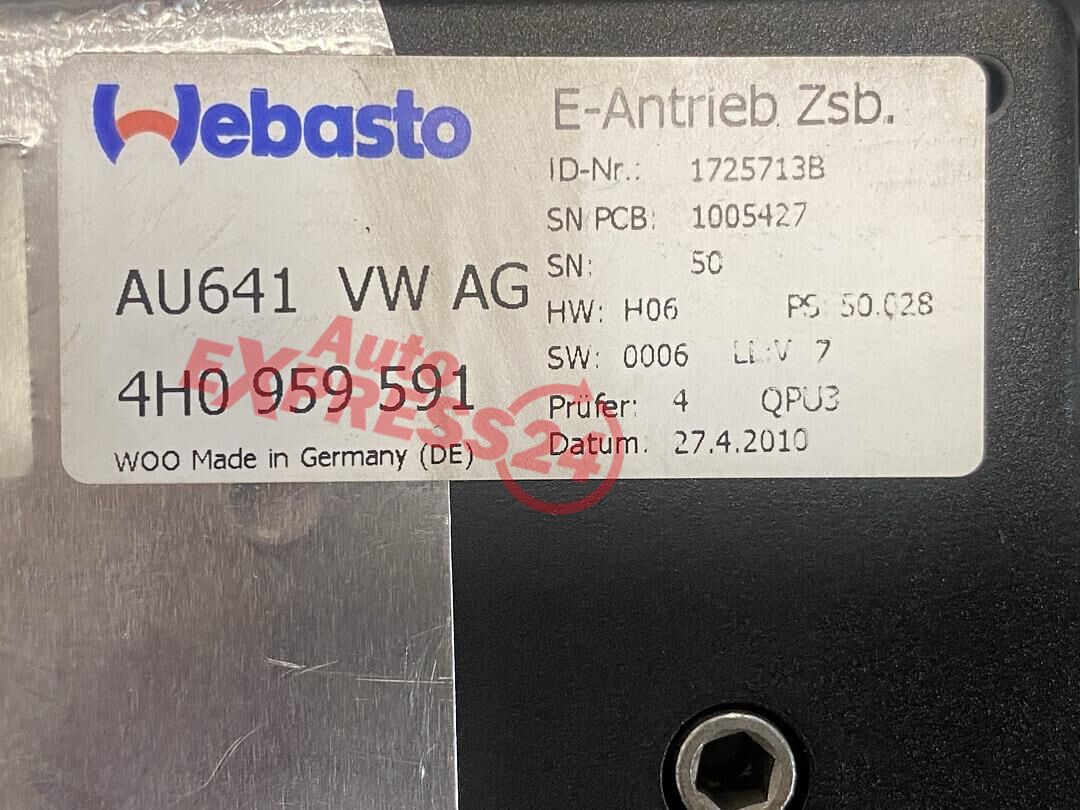 Webasto
E-Antrieb Zsb.
ID-Nr.: 1725713B
SN PCB: 1005427
SN: 50
AU641 VW AG
HW: H06 PS: 50.028
SW: 0006 7
4H0 959 591
Prüfer: 4 QPU3
Datum: 27.4.2010
WOO Made in Germany (DE)
Auto
EXPRESS24